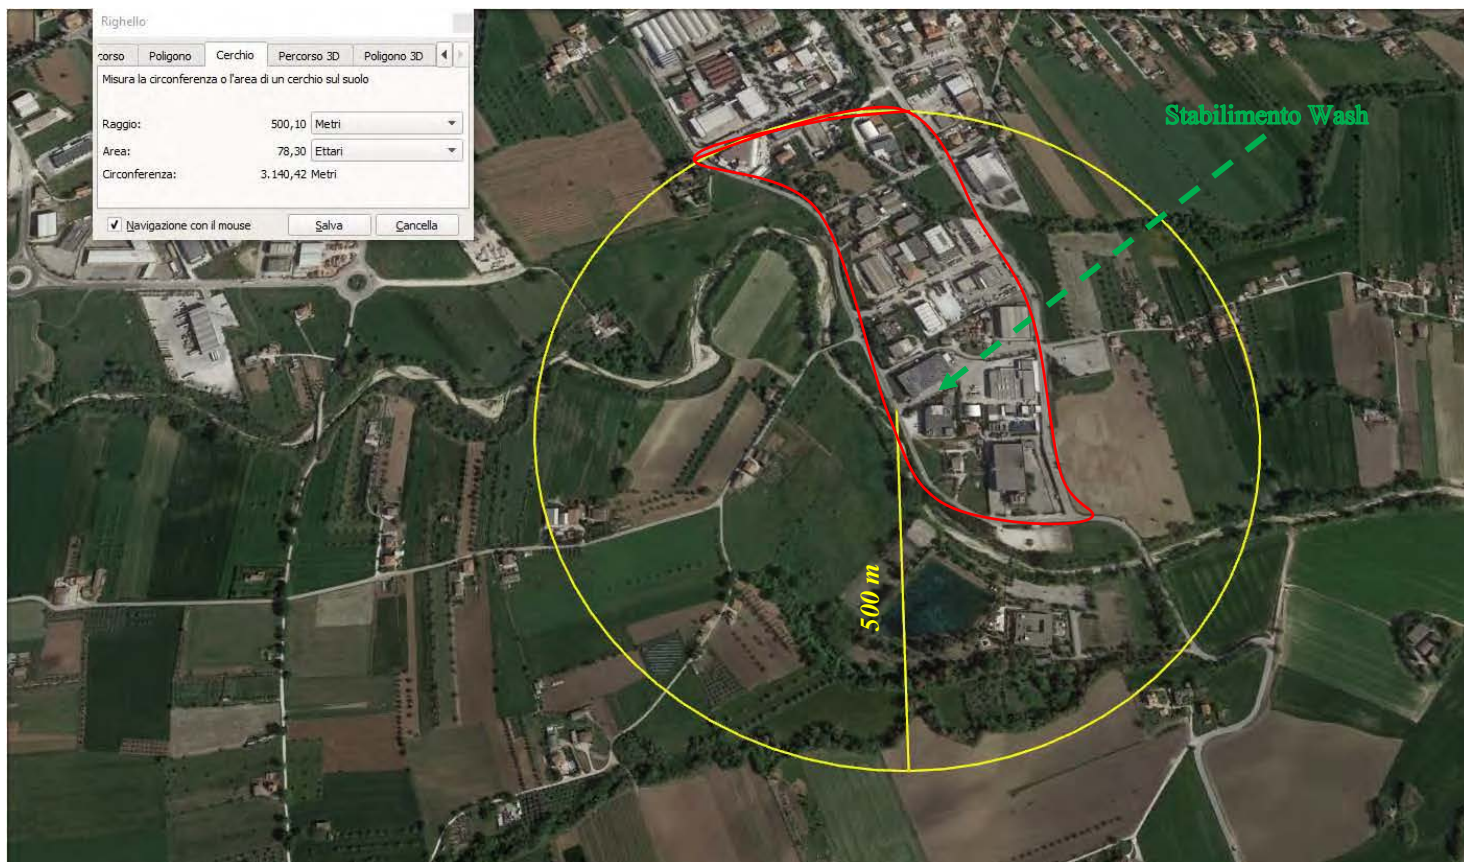 Righello
corso Poligono Cerchio Percorso 3D Poligono 3D
Misura la circonferenza o l'area di un cerchio sul suolo
Raggio: 500,10 Metri
Area: 78,30 Ettari
Circonferenza: 3.140,42 Metri
Navigazione con il mouse Salva Cancella
Stabilimento Wash
500 m